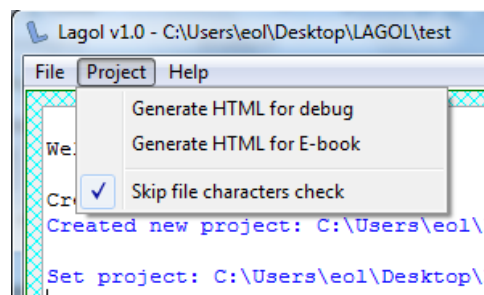 Lagol v1.0 - C:\Users\eol\Desktop\LAGOL\test
File Project Help
Generate HTML for debug
Generate HTML for E-book
Skip file characters check
Created new project: C:\Users\eol\
Set project: C:\Users\eol\Desktop\